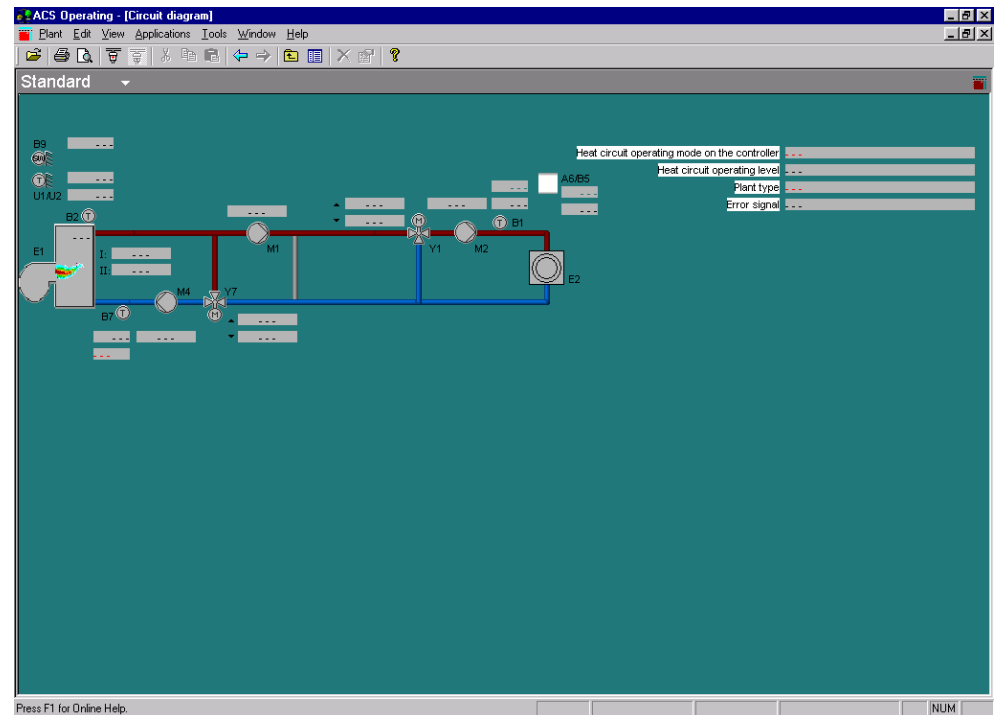 ACS Operating - [Circuit diagram]
Plant Edit View Applications Tools Window Help
Standard
B9
- - -
SUN
T
- - -
U1/U2
- - -
B2 T
- - -
E1
I: - - -
II: - - -
- - -
M1
- - -
- - -
M
Y1
- - -
M2
- - -
- - -
T B1
A6/B5
- - -
- - -
E2
M4
Y7
M
B7 T
- - -
- - -
- - -
- - -
- - -
Heat circuit operating mode on the controller - - -
Heat circuit operating level - - -
Plant type - - -
Error signal - - -
Press F1 for Online Help.
NUM